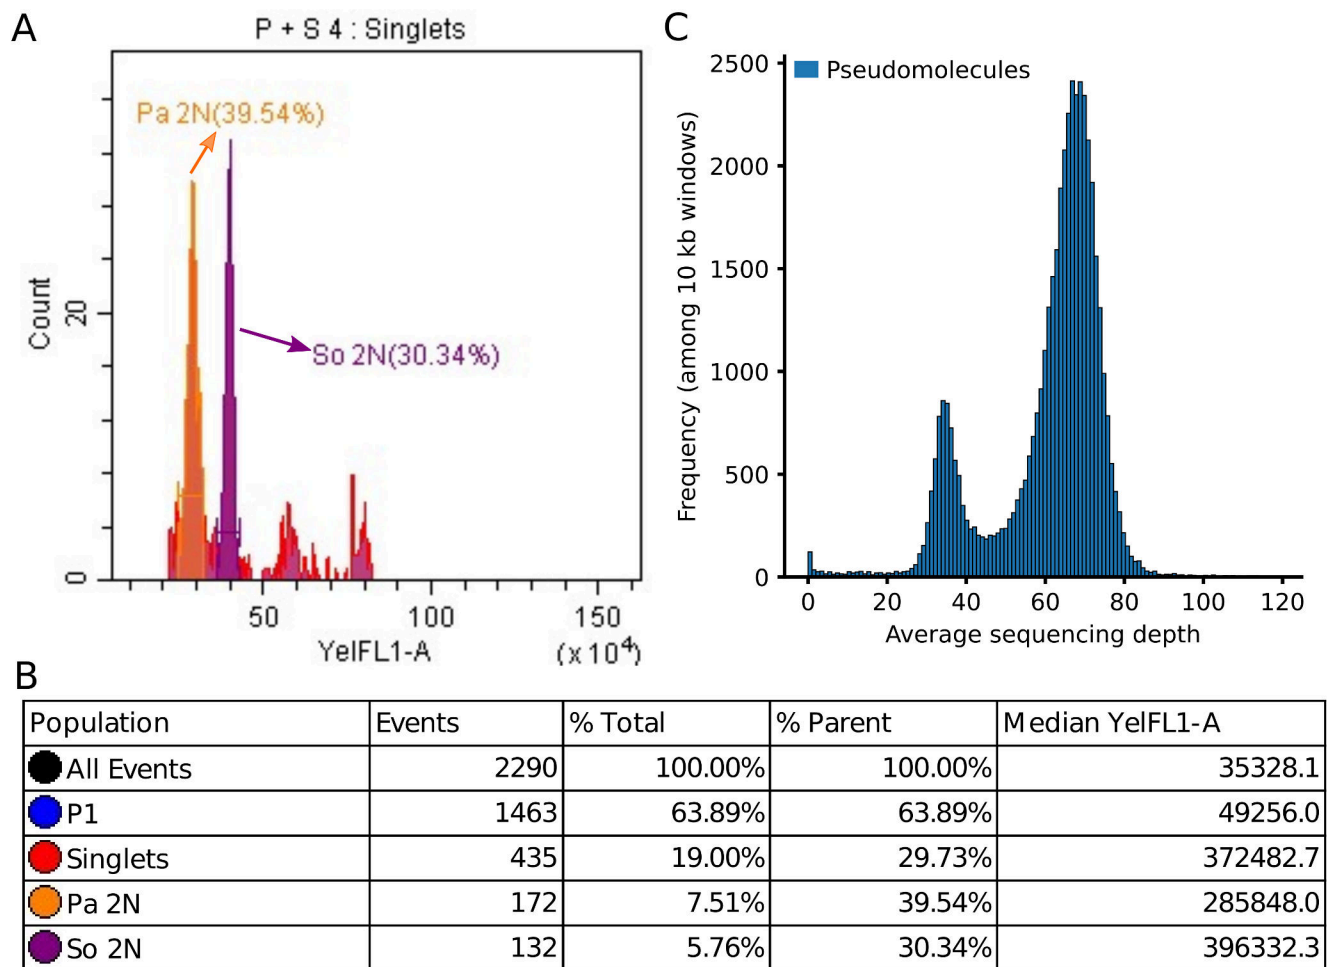 A
P + S 4 : Singlets
Pa 2N(39.54%)
So 2N(30.34%)
Count
20
0
50 100 150
YelFL1-A (x 10⁴)
C
Pseudomolecules
Frequency (among 10 kb windows)
2500
2000
1500
1000
500
0
0 20 40 60 80 100 120
Average sequencing depth
B
Population Events % Total % Parent Median YelFL1-A
All Events 2290 100.00% 100.00% 35328.1
P1 1463 63.89% 63.89% 49256.0
Singlets 435 19.00% 29.73% 372482.7
Pa 2N 172 7.51% 39.54% 285848.0
So 2N 132 5.76% 30.34% 396332.3